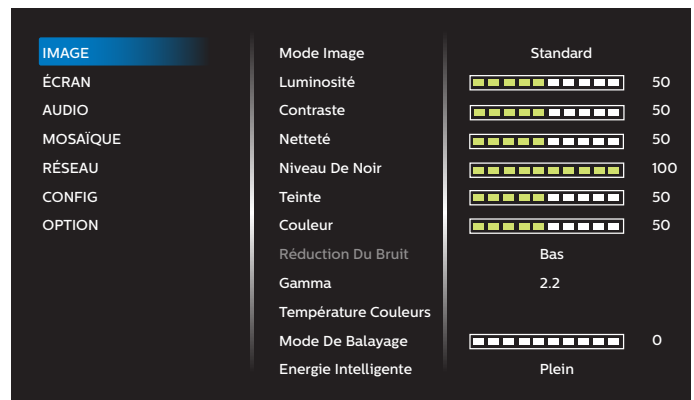 IMAGE
ÉCRAN
AUDIO
MOSAÏQUE
RÉSEAU
CONFIG
OPTION
Mode Image Standard
Luminosité 50
Contraste 50
Netteté 50
Niveau De Noir 100
Teinte 50
Couleur 50
Réduction Du Bruit Bas
Gamma 2.2
Température Couleurs
Mode De Balayage 0
Energie Intelligente Plein